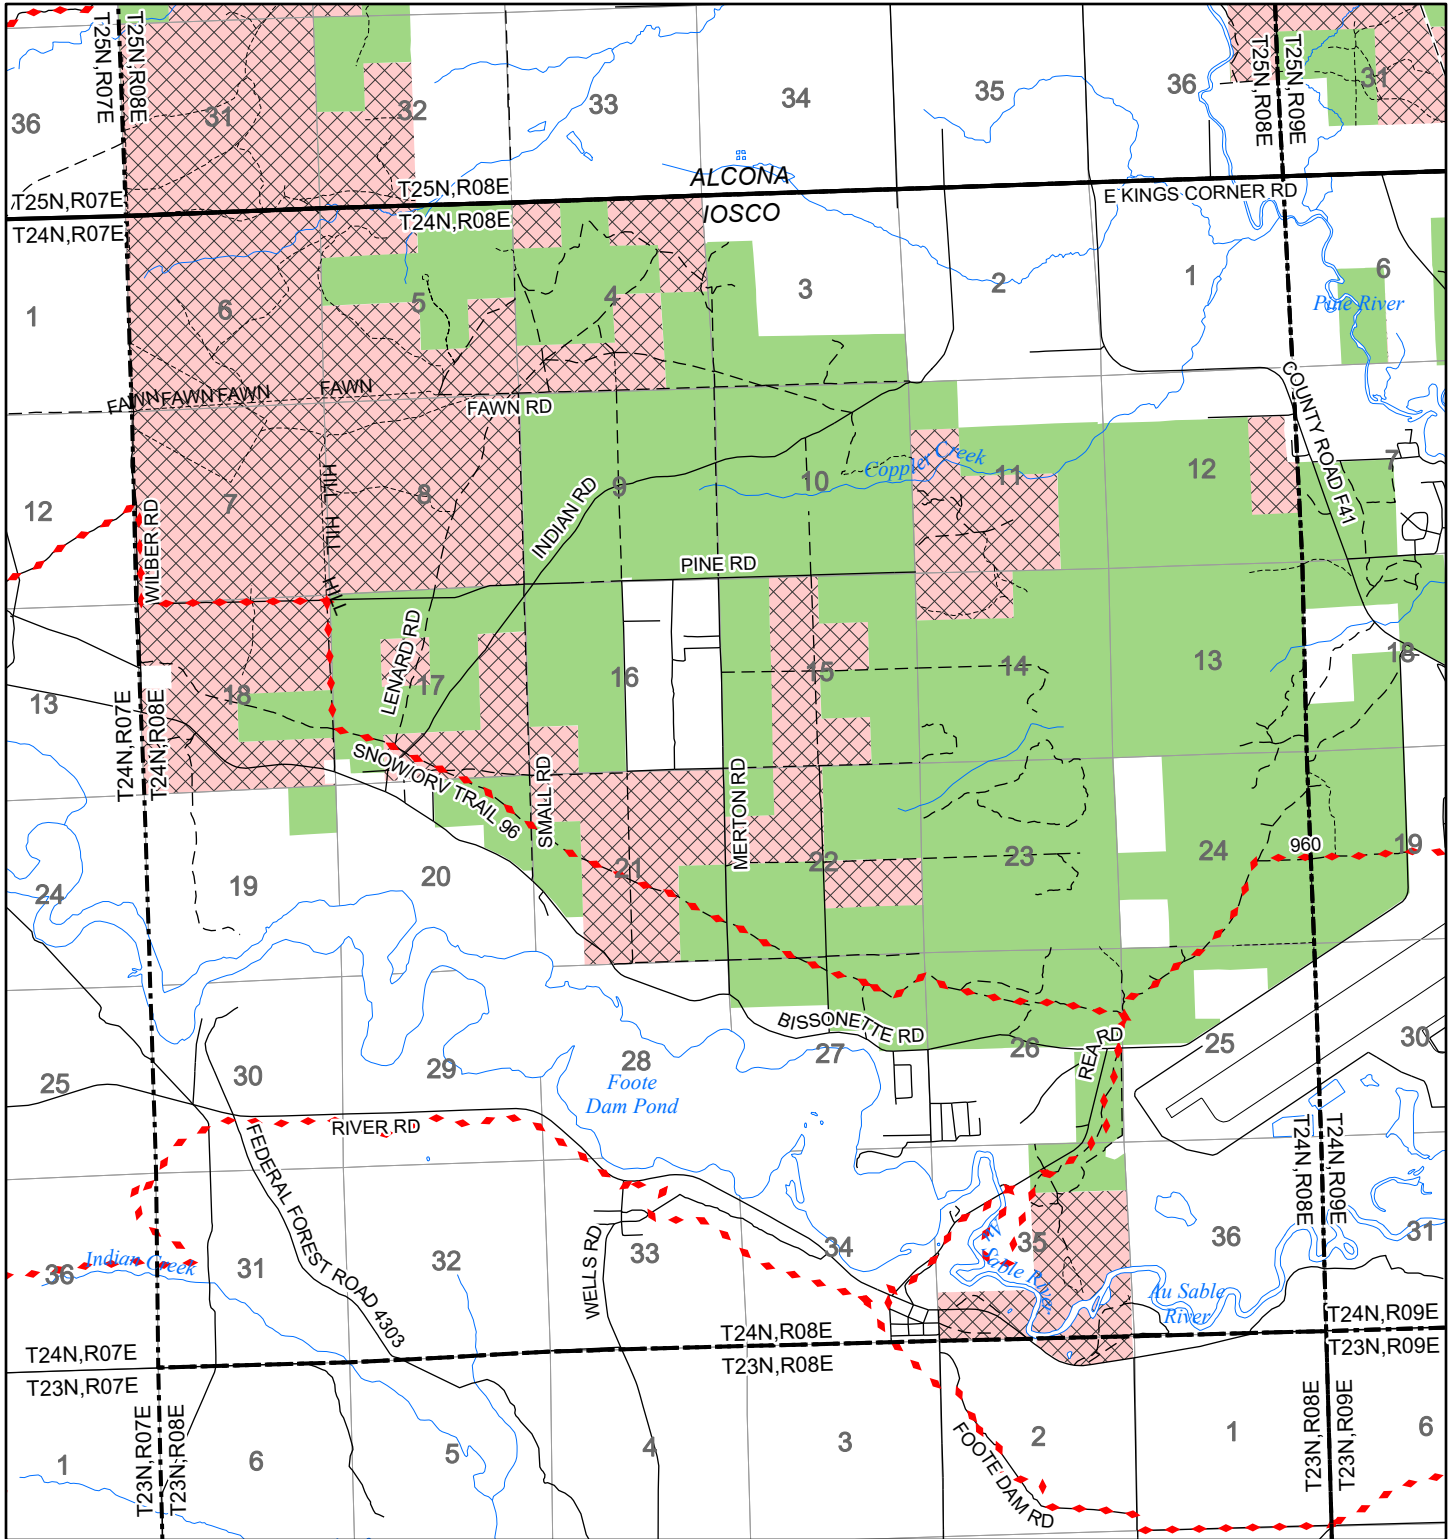 T25N,R07E
T25N,R08E
T25N,R08E
T25N,R09E
36
31
32
33
34
35
36
31
T25N,R07E
T24N,R07E
T25N,R08E
T24N,R08E
ALCONA
IOSCO
E KINGS CORNER RD
1
6
5
4
3
2
1
6
Pine River
FAWN
FAWN
FAWN
FAWN
FAWN RD
COUNTY ROAD F41
12
7
8
9
10
11
12
7
Copple Creek
HILL
HILL
HILL
INDIAN RD
WILBER RD
PINE RD
LENARD RD
13
18
17
16
15
14
13
18
T24N,R07E
T24N,R08E
SNOW/ORV TRAIL 96
SMALL RD
MERTON RD
24
19
20
21
22
23
24
19
960
BISSONETTE RD
REA RD
25
30
29
28
27
26
25
30
Foote
Dam Pond
RIVER RD
FEDERAL FOREST ROAD 4303
WELLS RD
T24N,R08E
T24N,R09E
36
31
32
33
34
35
36
31
Indian Creek
Au
Sable River
Au Sable
River
T24N,R07E
T23N,R07E
T24N,R08E
T23N,R08E
T24N,R09E
T23N,R09E
T23N,R07E
T23N,R08E
T23N,R08E
T23N,R09E
1
6
5
4
3
2
1
6
FOOTE DAM RD